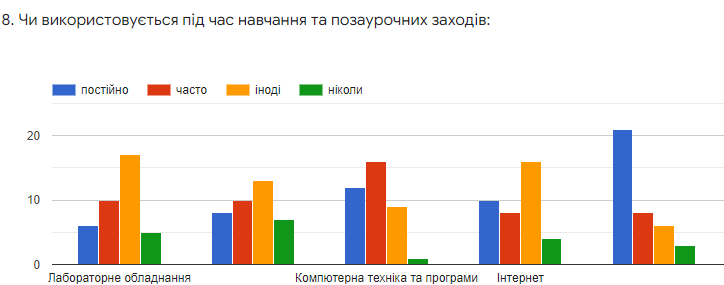 8. Чи використовується під час навчання та позаурочних заходів:
постійно часто іноді ніколи
20
10
0
Лабораторне обладнання Компютерна техніка та програми Інтернет